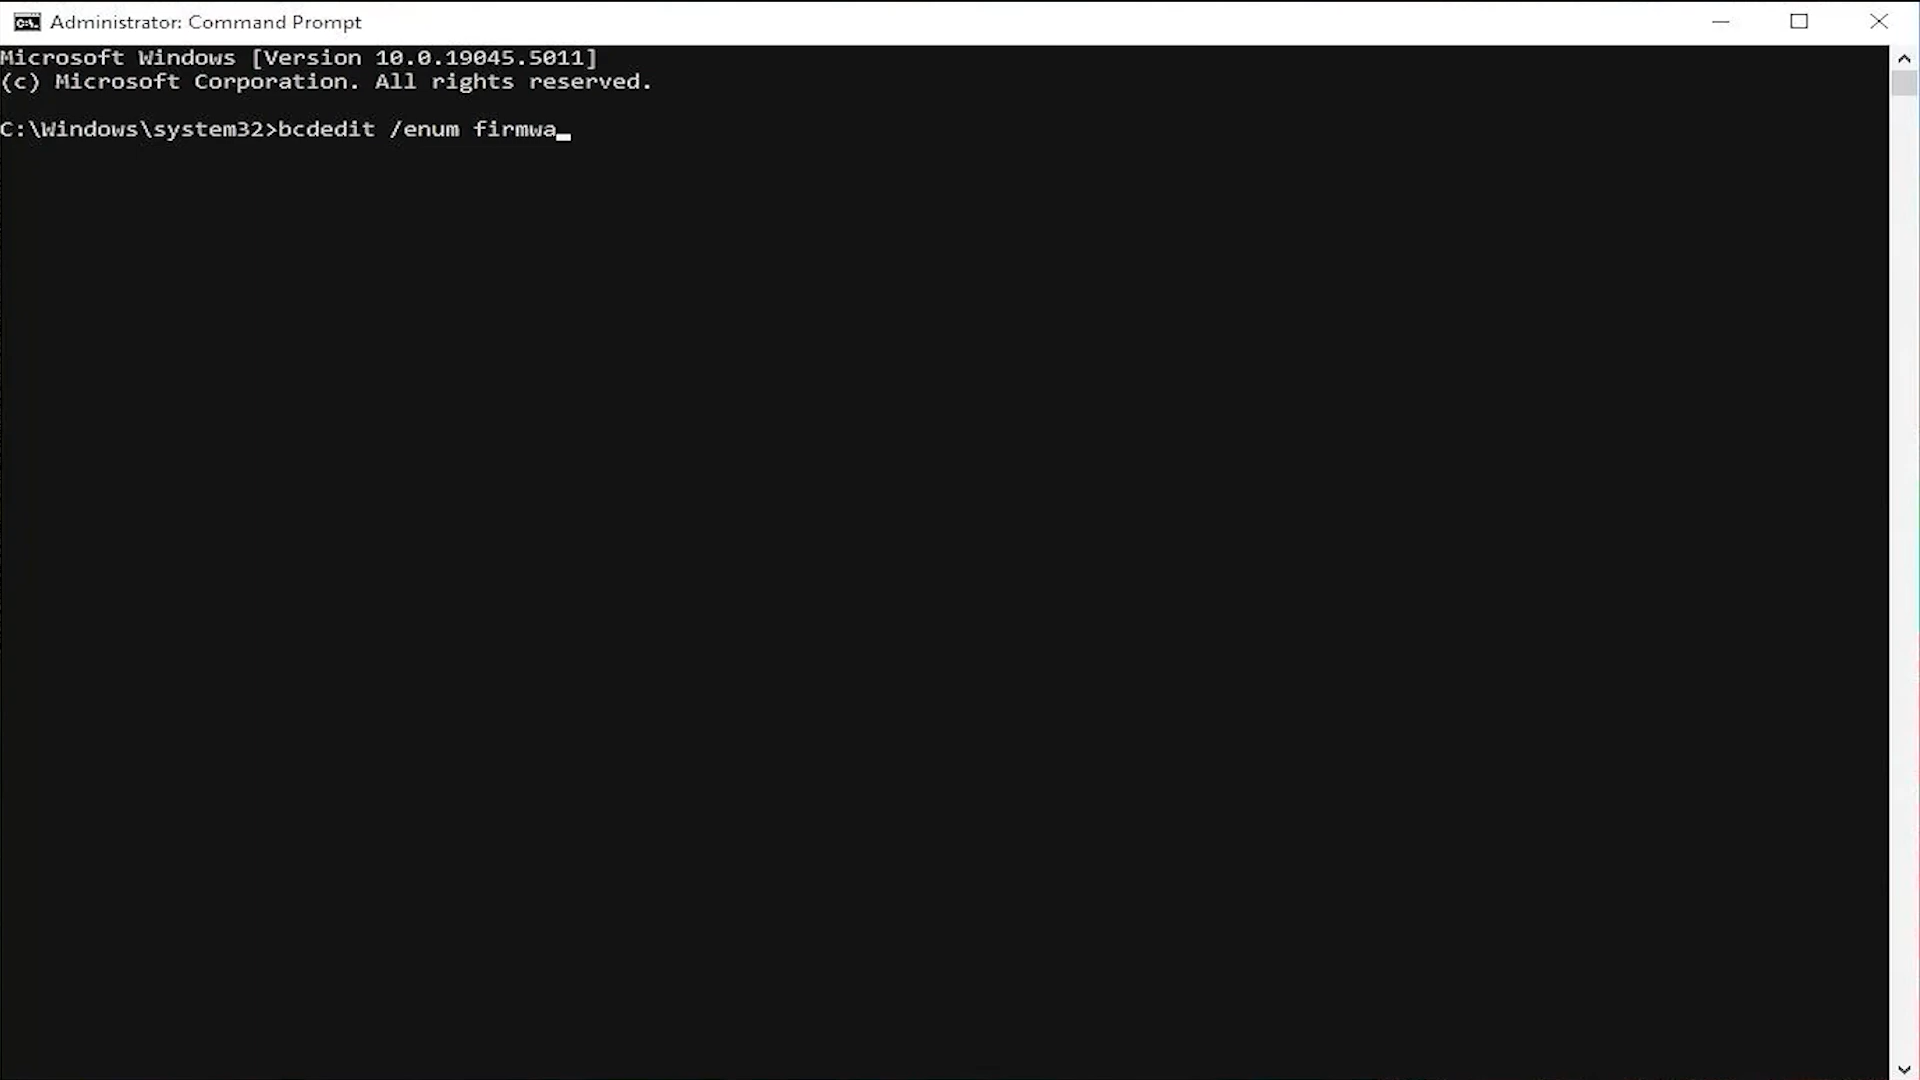 Administrator: Command Prompt
Microsoft Windows [Version 10.0.19045.5011]
(c) Microsoft Corporation. All rights reserved.
C:\Windows\system32>bcdedit /enum firmwa